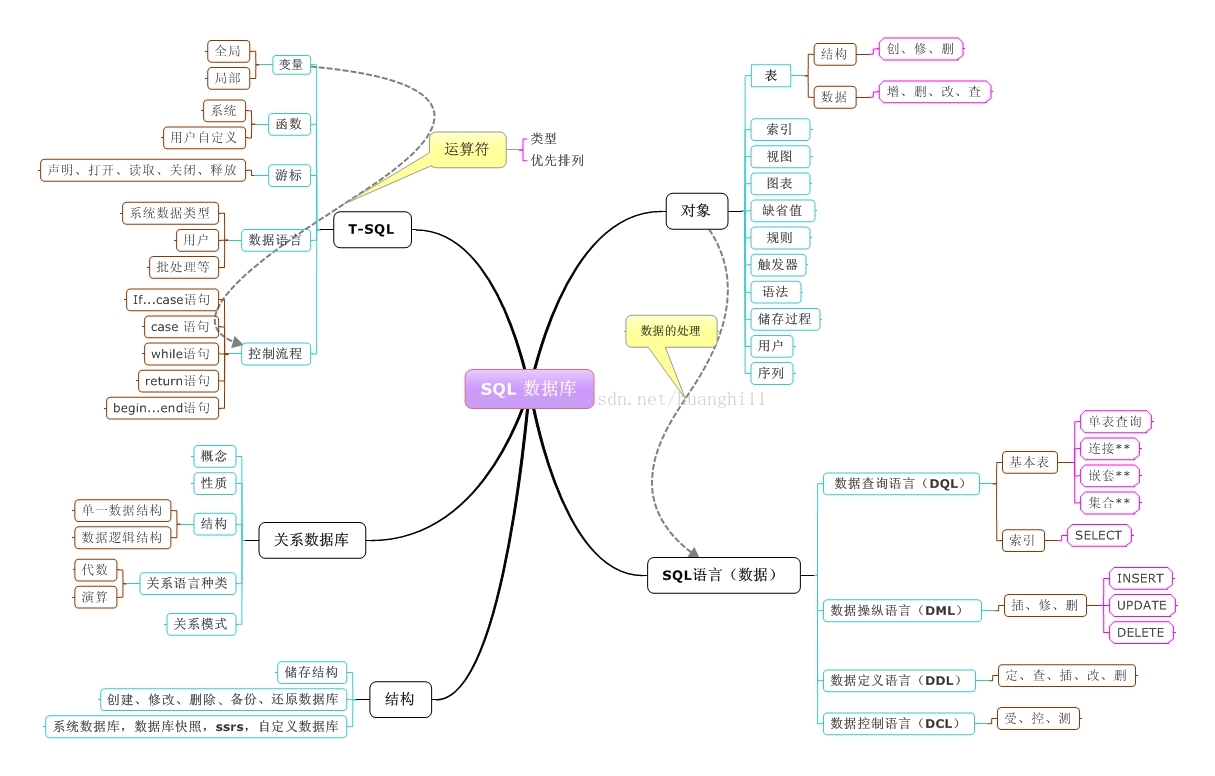 SQL 数据库
T-SQL
变量
全局
局部
函数
系统
用户自定义
游标
声明、打开、读取、关闭、释放
数据语言
系统数据类型
用户
批处理等
控制流程
If...case语句
case 语句
while语句
return语句
begin...end语句
运算符
类型
优先排列
关系数据库
概念
性质
结构
单一数据结构
数据逻辑结构
关系语言种类
代数
演算
关系模式
结构
储存结构
创建、修改、删除、备份、还原数据库
系统数据库，数据库快照，ssrs，自定义数据库
对象
表
结构
创、修、删
数据
增、删、改、查
索引
视图
图表
缺省值
规则
触发器
语法
储存过程
用户
序列
数据的处理
sdn.net/huanghi11
SQL语言（数据）
数据查询语言（DQL）
基本表
单表查询
连接**
嵌套**
集合**
索引
SELECT
数据操纵语言（DML）
插、修、删
INSERT
UPDATE
DELETE
数据定义语言（DDL）
定、查、插、改、删
数据控制语言（DCL）
受、控、测